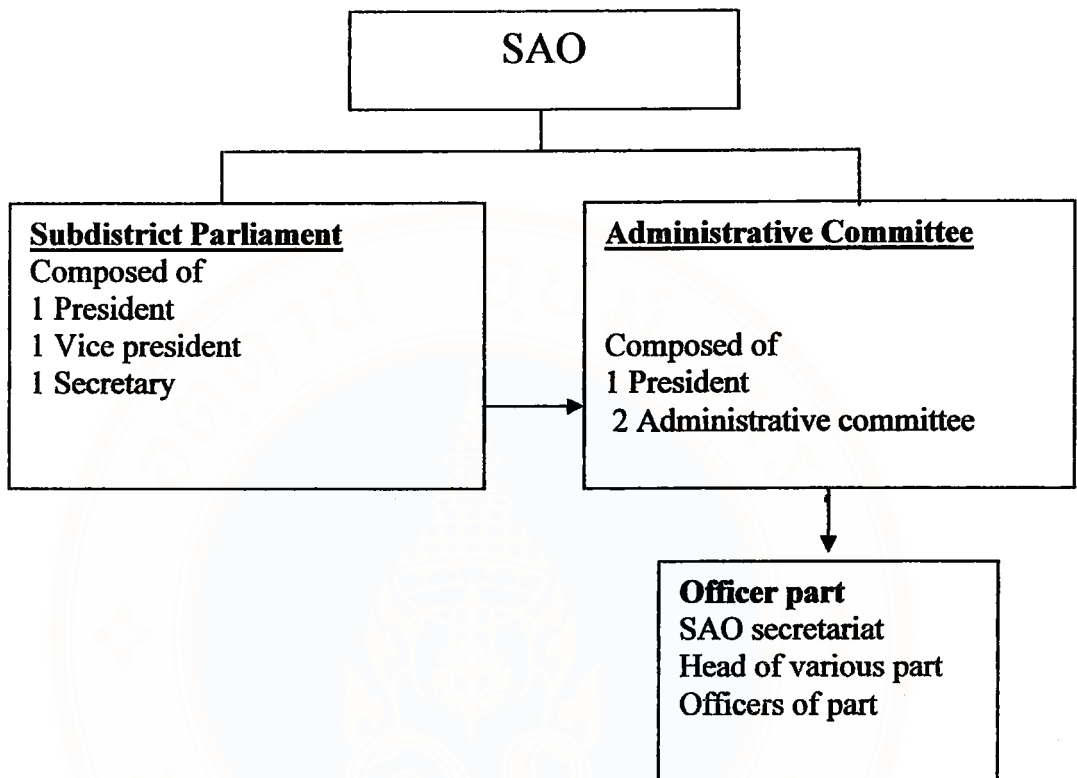 SAO
Subdistrict Parliament
Composed of
1 President
1 Vice president
1 Secretary
Administrative Committee
Composed of
1 President
2 Administrative committee
Officer part
SAO secretariat
Head of various part
Officers of part